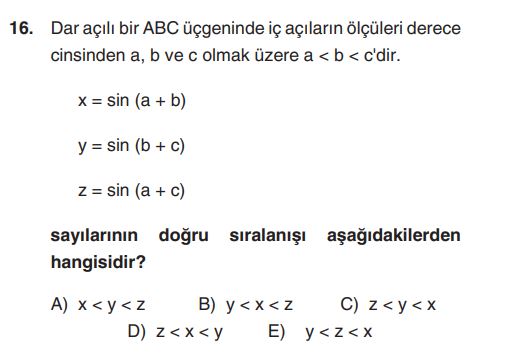 16. Dar açılı bir ABC üçgeninde iç açıların ölçüleri derece
cinsinden a, b ve c olmak üzere a < b < c'dir.
x = sin (a + b)
y = sin (b + c)
z = sin (a + c)
sayılarının doğru sıralanışı aşağıdakilerden
hangisidir?
A) x < y < z B) y < x < z C) z < y < x
D) z < x < y E) y < z < x